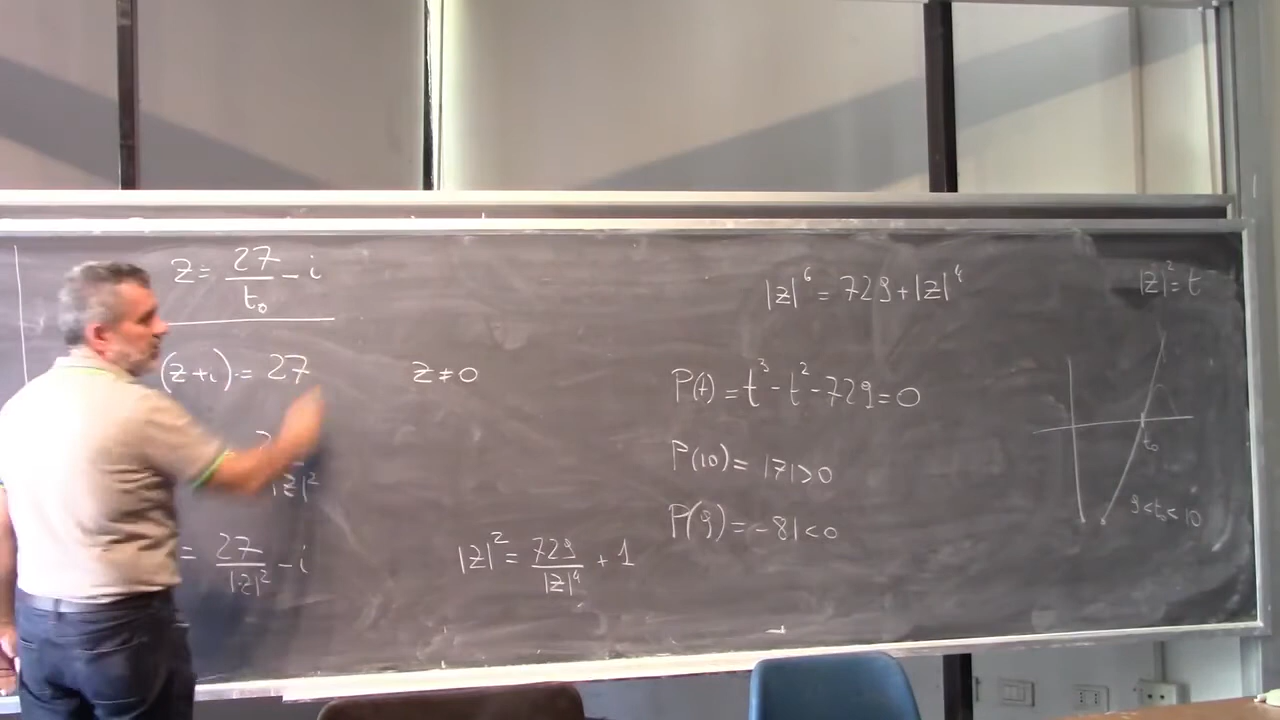 z = 27/t₀ - i
(z+i) = 27
z ≠ 0
|z|²
= 27/|z|² - i
|z|² = 729/|z|⁴ + 1
|z|⁶ = 729 + |z|⁴
P(t) = t³ - t² - 729 = 0
P(10) = 171 > 0
P(9) = -81 < 0
|z|² = t
t₀
9 < t₀ < 10